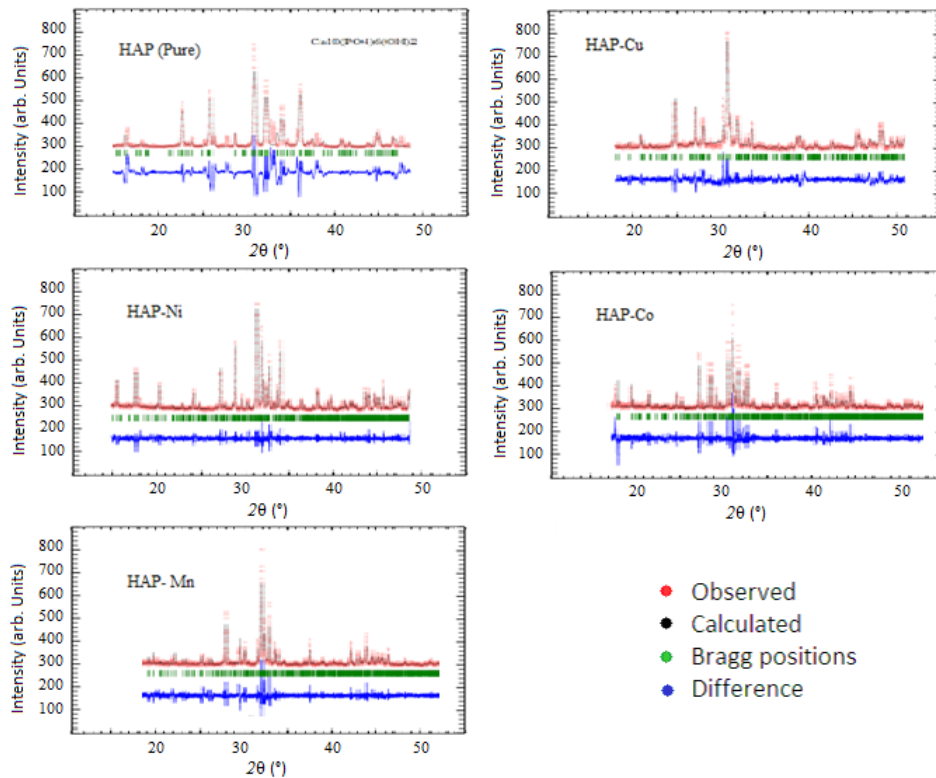 800
700
600
500
400
300
200
100
Intensity (arb. Units)
HAP (Pure)
Ca10(PO4)6(OH)2
20 30 40 50
2θ (°)
800
700
600
500
400
300
200
100
Intensity (arb. Units)
HAP-Cu
20 30 40 50
2θ (°)
800
700
600
500
400
300
200
100
Intensity (arb. Units)
HAP-Ni
20 30 40 50
2θ (°)
800
700
600
500
400
300
200
100
Intensity (arb. Units)
HAP-Co
20 30 40 50
2θ (°)
800
700
600
500
400
300
200
100
Intensity (arb. Units)
HAP- Mn
20 30 40 50
2θ (°)
Observed
Calculated
Bragg positions
Difference